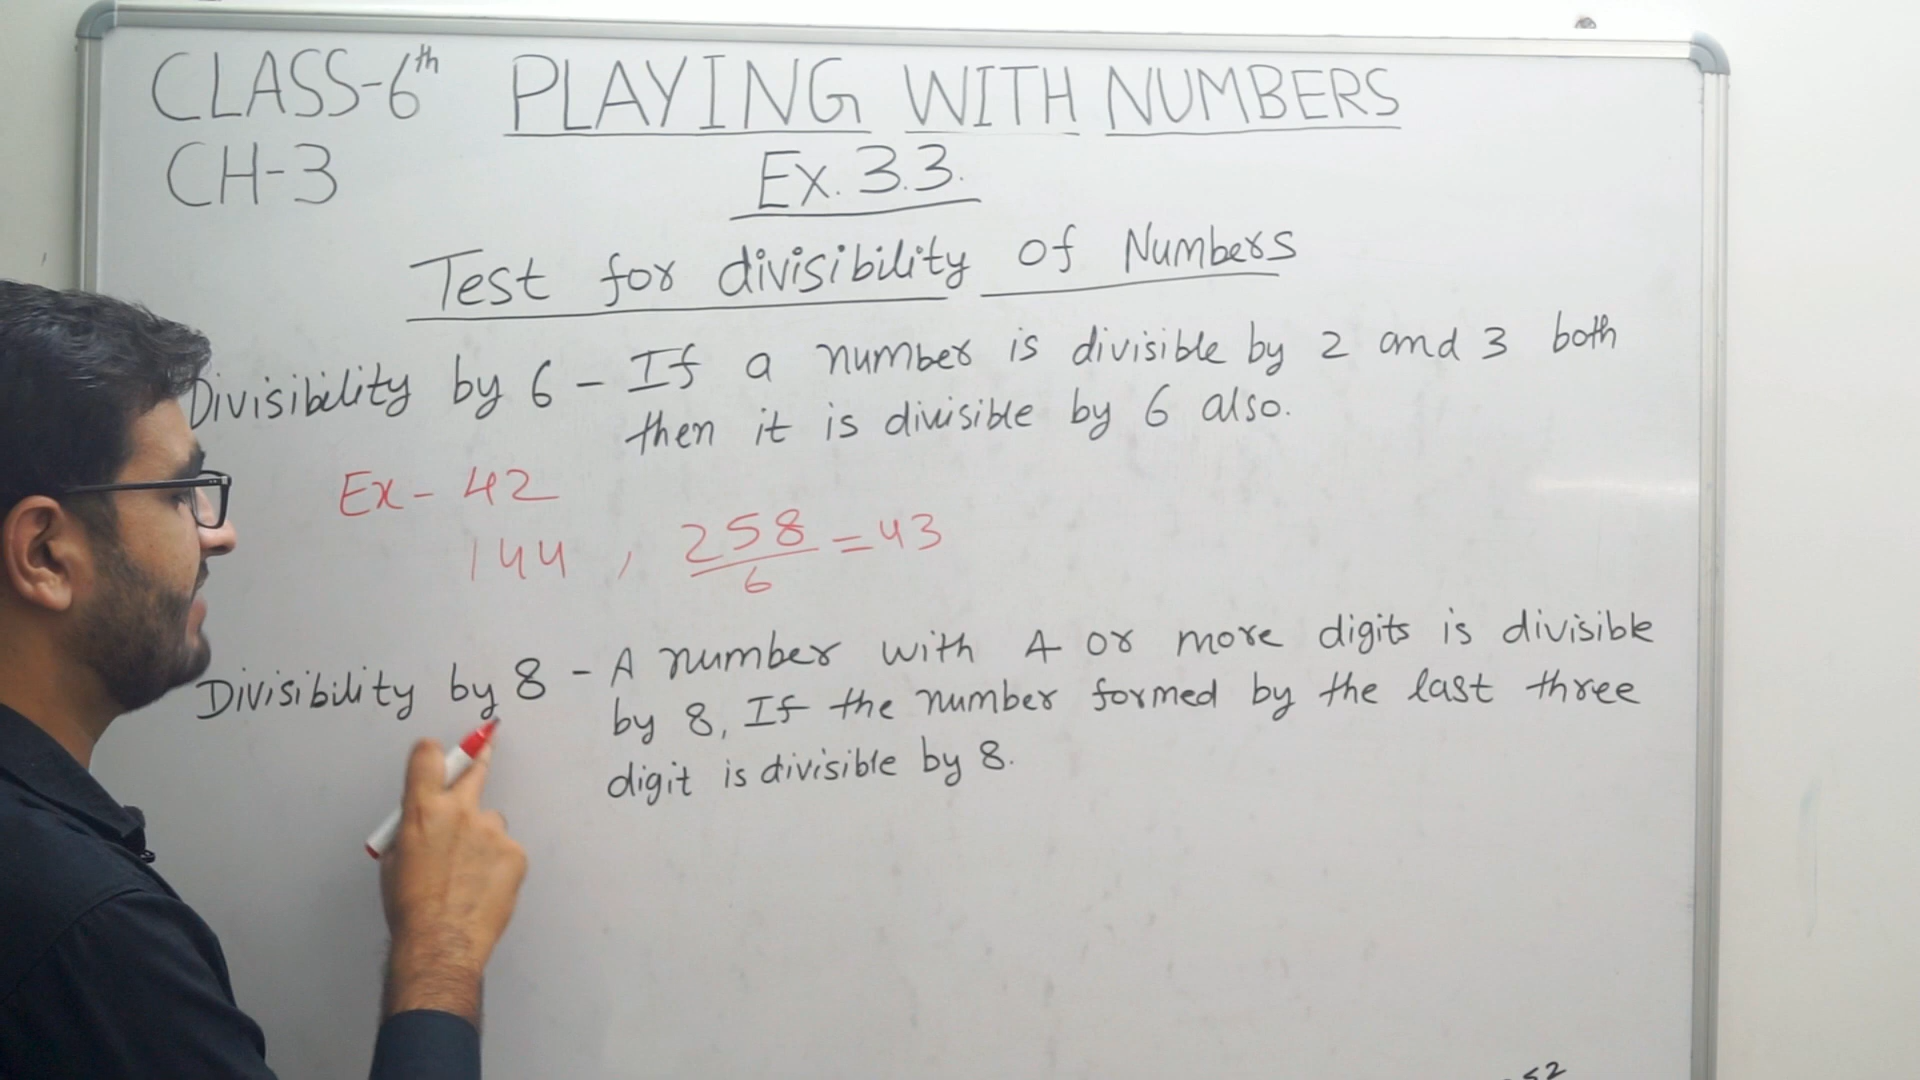 CLASS-6th PLAYING WITH NUMBERS
CH-3 Ex. 3.3.
Test for divisibility of Numbers
Divisibility by 6 - If a number is divisible by 2 and 3 both
then it is divisible by 6 also.
Ex - 42
144 , 258/6 = 43
Divisibility by 8 - A number with 4 or more digits is divisible
by 8, If the number formed by the last three
digit is divisible by 8.